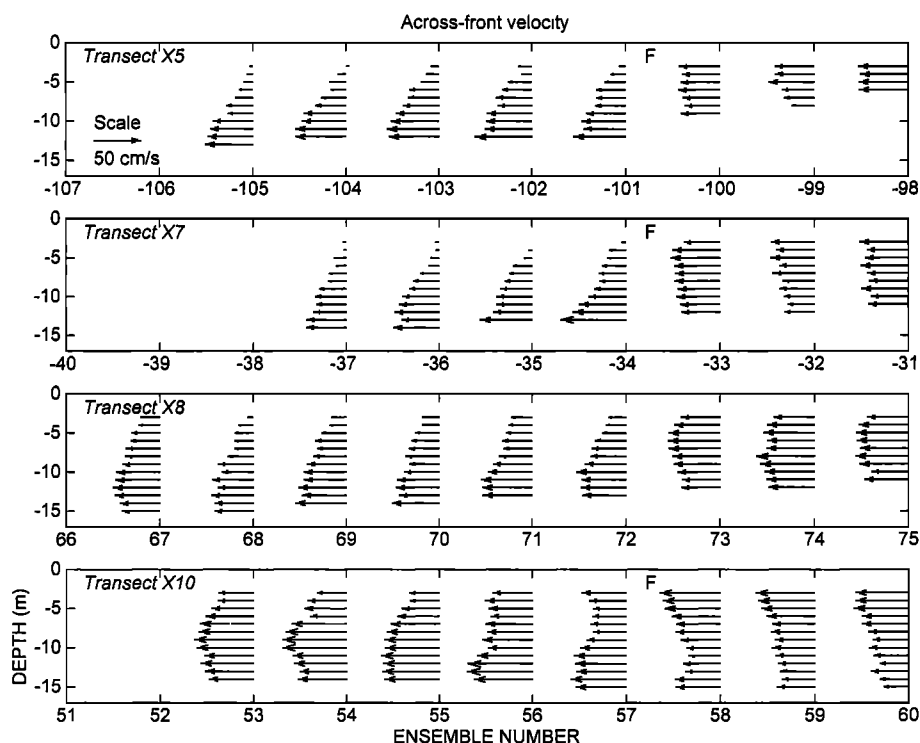 Across-front velocity
0
Transect X5
F
-5
-10
Scale
50 cm/s
-15
-107 -106 -105 -104 -103 -102 -101 -100 -99 -98
0
Transect X7
F
-5
-10
-15
-40 -39 -38 -37 -36 -35 -34 -33 -32 -31
0
Transect X8
-5
-10
-15
66 67 68 69 70 71 72 73 74 75
0
Transect X10
F
-5
-10
-15
DEPTH (m)
51 52 53 54 55 56 57 58 59 60
ENSEMBLE NUMBER